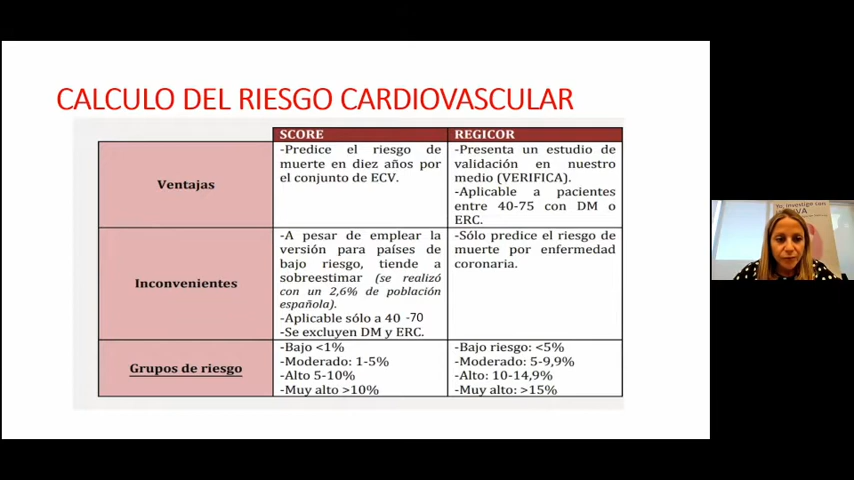 CALCULO DEL RIESGO CARDIOVASCULAR
SCORE
REGICOR
Ventajas
-Predice el riesgo de
muerte en diez años por
el conjunto de ECV.
-Presenta un estudio de
validación en nuestro
medio (VERIFICA).
-Aplicable a pacientes
entre 40-75 con DM o
ERC.
Inconvenientes
-A pesar de emplear la
versión para países de
bajo riesgo, tiende a
sobreestimar (se realizó
con un 2,6% de población
española).
-Aplicable sólo a 40 -70
-Se excluyen DM y ERC.
-Sólo predice el riesgo de
muerte por enfermedad
coronaria.
Grupos de riesgo
-Bajo <1%
-Moderado: 1-5%
-Alto 5-10%
-Muy alto >10%
-Bajo riesgo: <5%
-Moderado: 5-9,9%
-Alto: 10-14,9%
-Muy alto: >15%